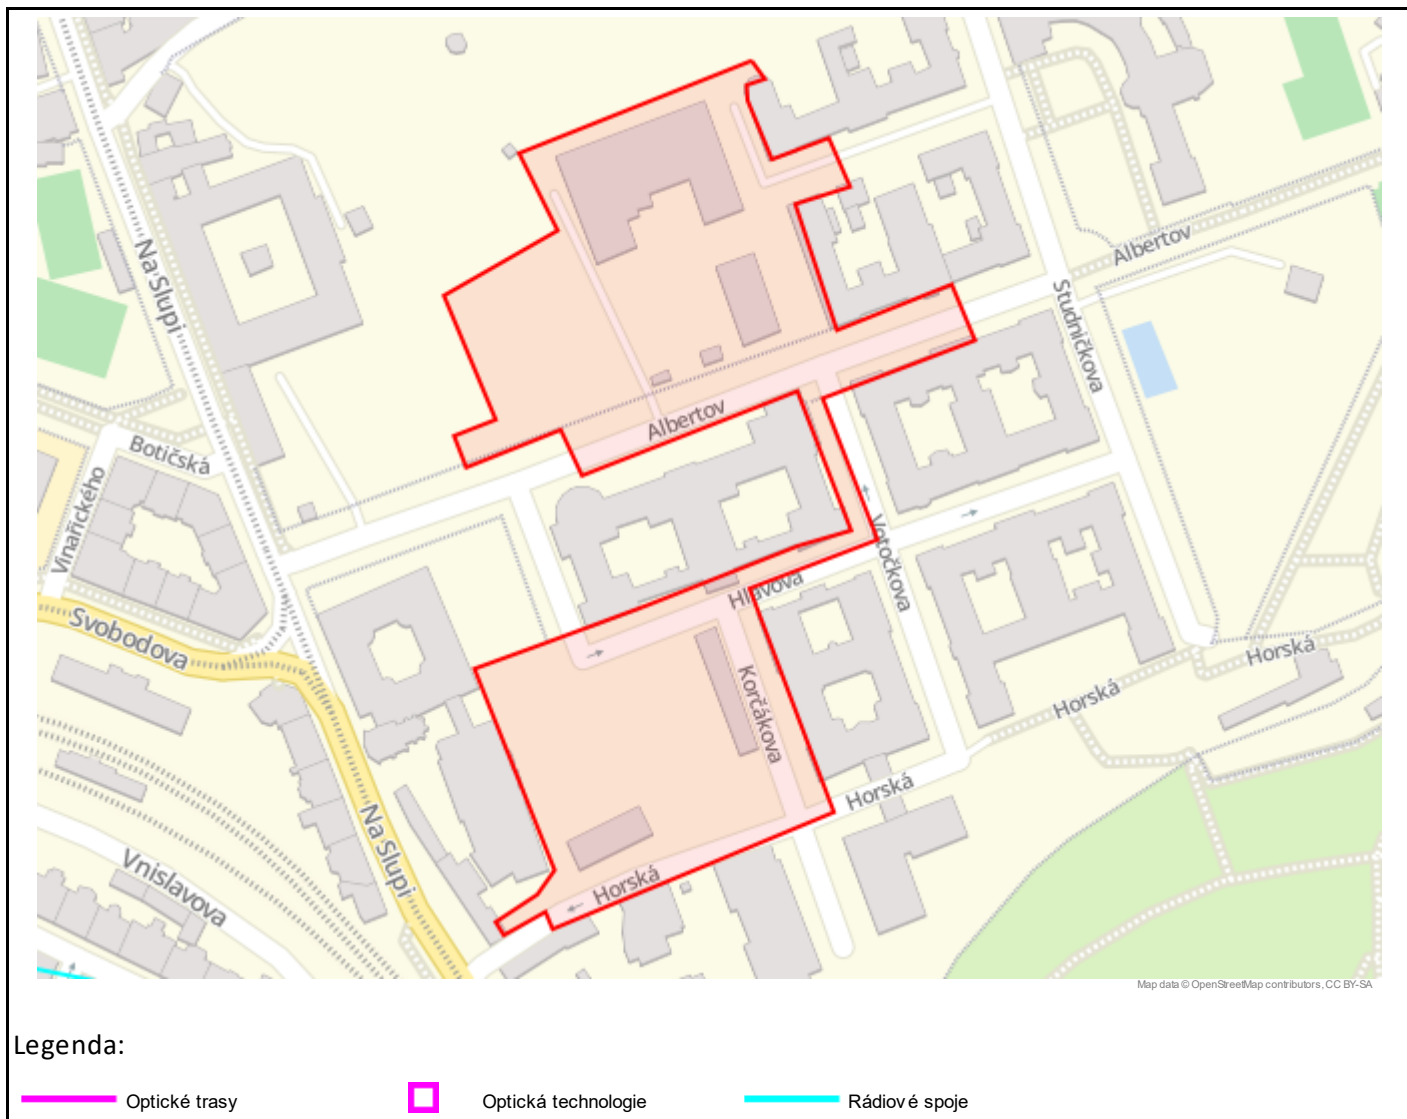 Na Slupi
Albertov
Studničkova
Albertov
Botičská
Vinařického
Votočkova
Hlavova
Svobodova
Horská
Korčákova
Horská
Horská
Na Slupi
Vnislavova
Horská
Map data © OpenStreetMap contributors, CC BY-SA
Legenda:
Optické trasy Optická technologie Rádiové spoje